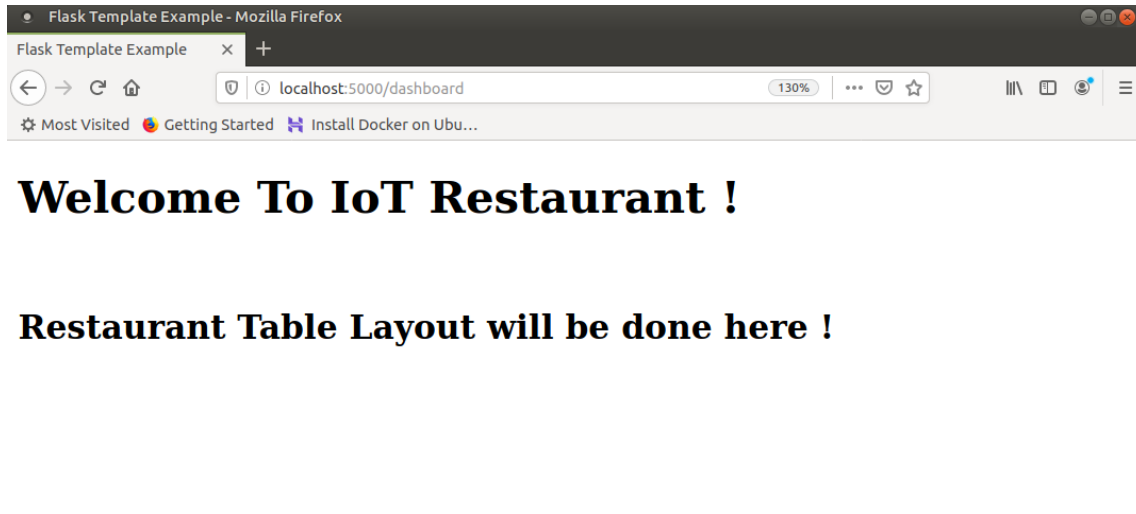 Flask Template Example - Mozilla Firefox
Flask Template Example
localhost:5000/dashboard 130%
Most Visited Getting Started Install Docker on Ubu…
Welcome To IoT Restaurant !
Restaurant Table Layout will be done here !